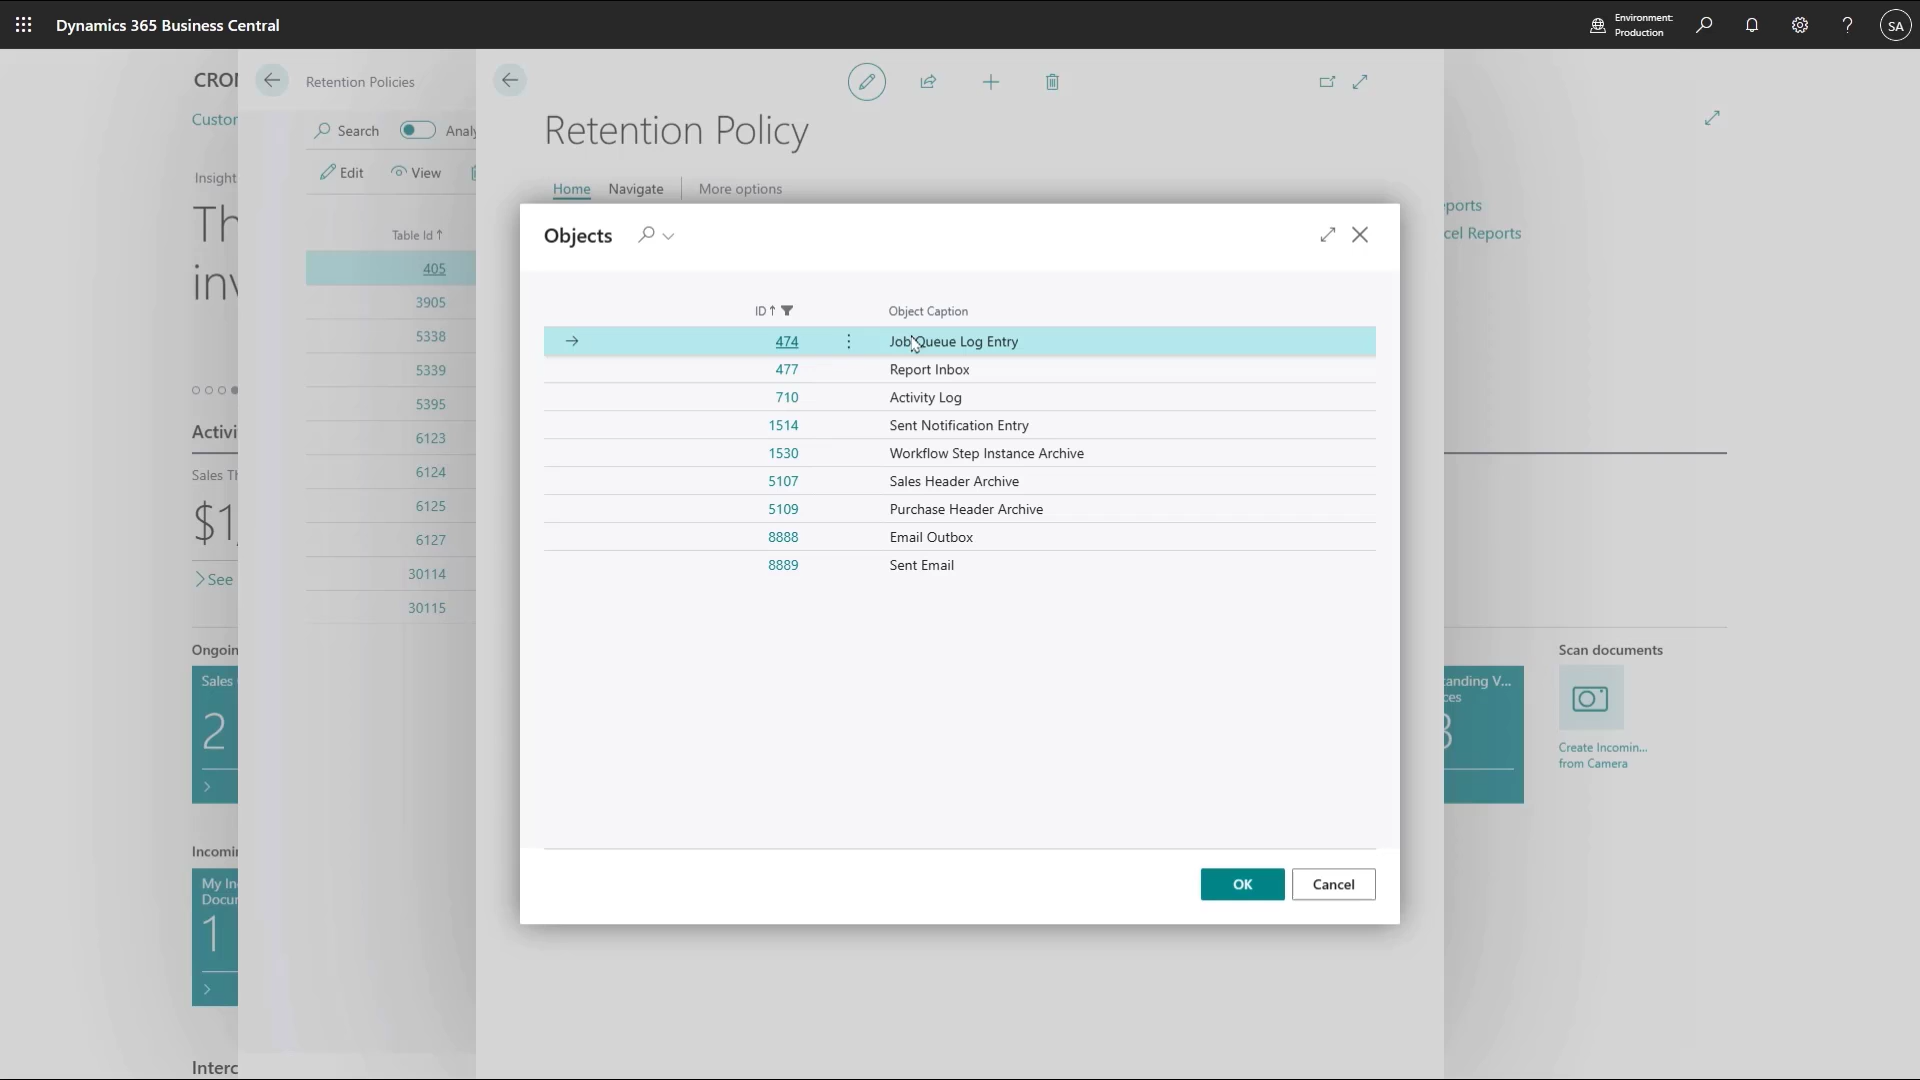 Dynamics 365 Business Central
Environment:
Production
SA
CRON
Custor
Insight
Th
inv
Activi
Sales Th
$1,
See
Ongoin
Sales
2
Incomin
My In
Docur
1
Interc
Retention Policies
Search
Analy
Edit
View
Table Id ↑
405
3905
5338
5339
5395
6123
6124
6125
6127
30114
30115
Retention Policy
Home
Navigate
More options
Objects
ID ↑
Object Caption
474
Job Queue Log Entry
477
Report Inbox
710
Activity Log
1514
Sent Notification Entry
1530
Workflow Step Instance Archive
5107
Sales Header Archive
5109
Purchase Header Archive
8888
Email Outbox
8889
Sent Email
OK
Cancel
ports
cel Reports
tanding V...
ces
Scan documents
Create Incomin...
from Camera